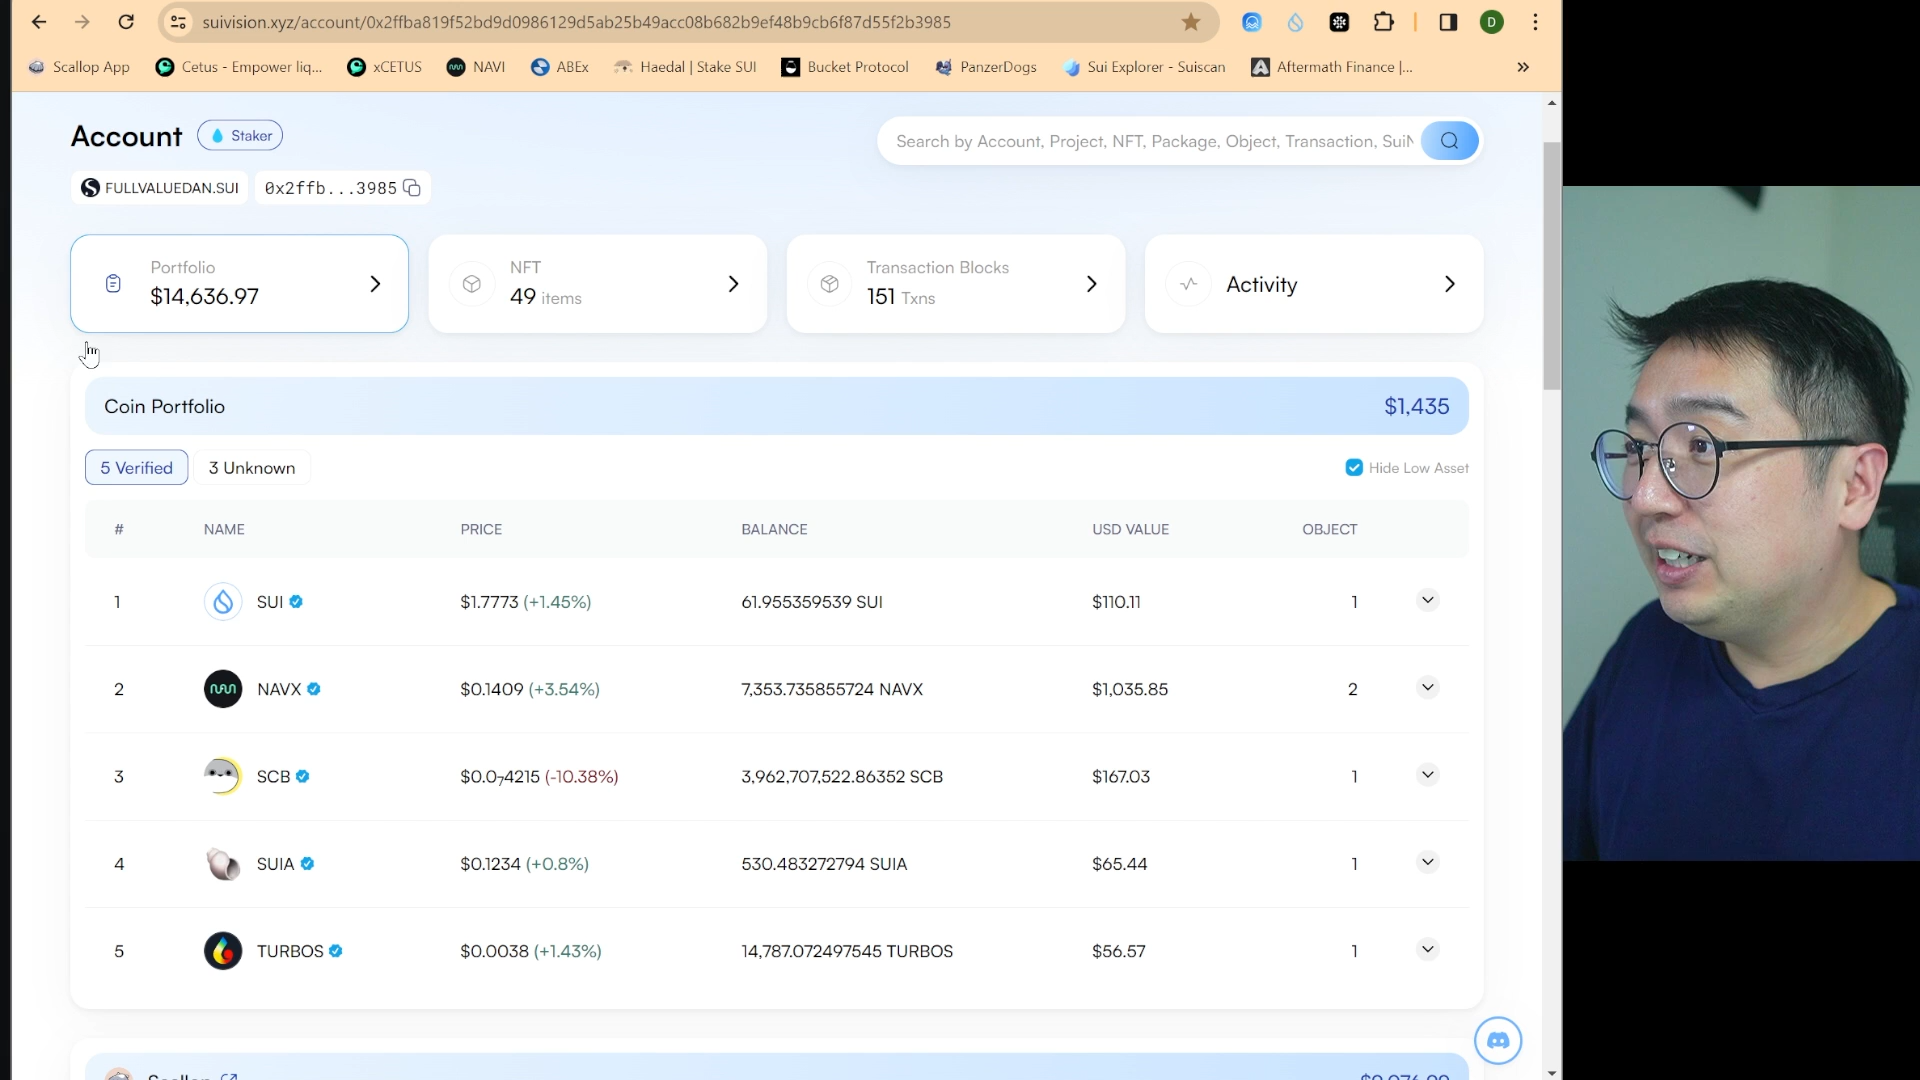 suivision.xyz/account/0x2ffba819f52bd9d0986129d5ab25b49acc08b682b9ef48b9cb6f87d55f2b3985
D
Scallop App
Cetus - Empower liq...
xCETUS
NAVI
ABEx
Haedal | Stake SUI
Bucket Protocol
PanzerDogs
Sui Explorer - Suiscan
Aftermath Finance |...
»
Account
Staker
Search by Account, Project, NFT, Package, Object, Transaction, SuiN
FULLVALUEDAN.SUI
0x2ffb...3985
Portfolio
$14,636.97
NFT
49 items
Transaction Blocks
151 Txns
Activity
Coin Portfolio
$1,435
5 Verified
3 Unknown
Hide Low Asset
# NAME PRICE BALANCE USD VALUE OBJECT
1 SUI $1.7773 (+1.45%) 61.955359539 SUI $110.11 1
2 NAVX $0.1409 (+3.54%) 7,353.735855724 NAVX $1,035.85 2
3 SCB $0.0₇4215 (-10.38%) 3,962,707,522.86352 SCB $167.03 1
4 SUIA $0.1234 (+0.8%) 530.483272794 SUIA $65.44 1
5 TURBOS $0.0038 (+1.43%) 14,787.072497545 TURBOS $56.57 1
Scallop